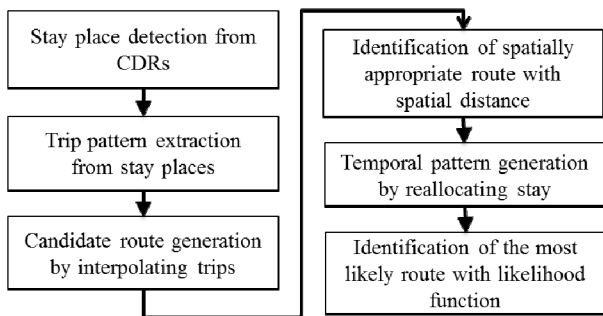 Stay place detection from
CDRs
Trip pattern extraction
from stay places
Candidate route generation
by interpolating trips
Identification of spatially
appropriate route with
spatial distance
Temporal pattern generation
by reallocating stay
Identification of the most
likely route with likelihood
function